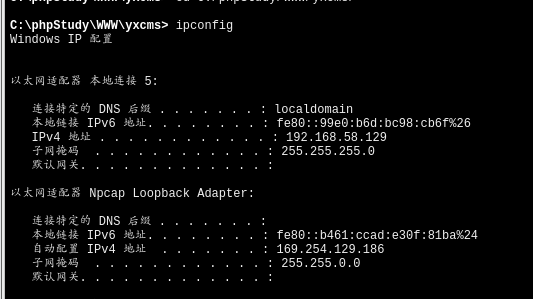 C:\phpStudy\WWW\yxcms> ipconfig
Windows IP 配置
以太网适配器 本地连接 5:
连接特定的 DNS 后缀 . . . . . . . : localdomain
本地链接 IPv6 地址. . . . . . . . : fe80::99e0:b6d:bc98:cb6f%26
IPv4 地址 . . . . . . . . . . . . : 192.168.58.129
子网掩码  . . . . . . . . . . . . : 255.255.255.0
默认网关. . . . . . . . . . . . . :
以太网适配器 Npcap Loopback Adapter:
连接特定的 DNS 后缀 . . . . . . . :
本地链接 IPv6 地址. . . . . . . . : fe80::b461:ccad:e30f:81ba%24
自动配置 IPv4 地址  . . . . . . . : 169.254.129.186
子网掩码  . . . . . . . . . . . . : 255.255.0.0
默认网关. . . . . . . . . . . . . :